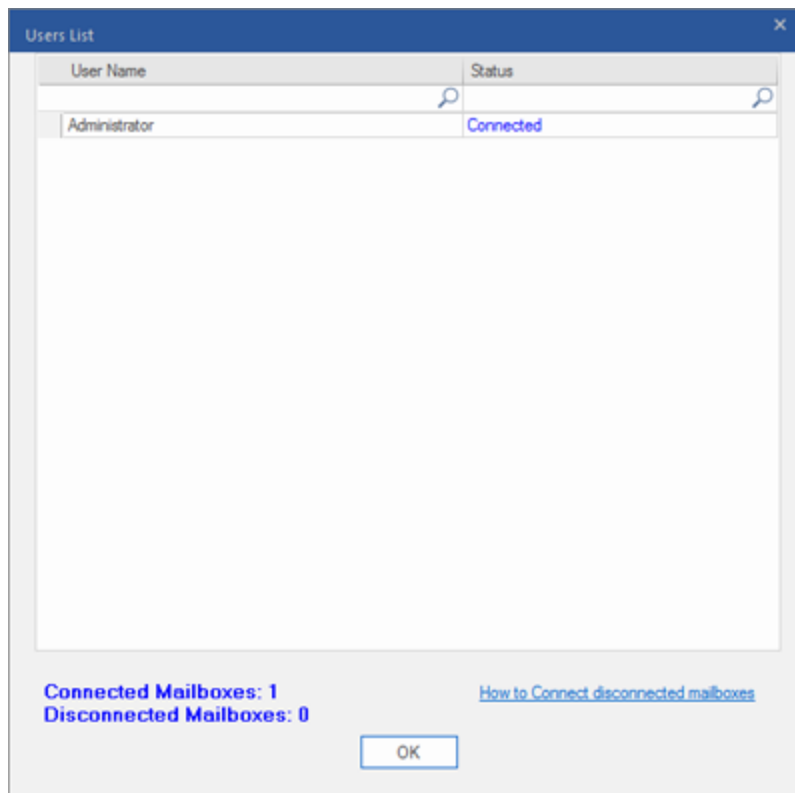 Users List
User Name Status
Administrator Connected
Connected Mailboxes: 1 How to Connect disconnected mailboxes
Disconnected Mailboxes: 0
OK